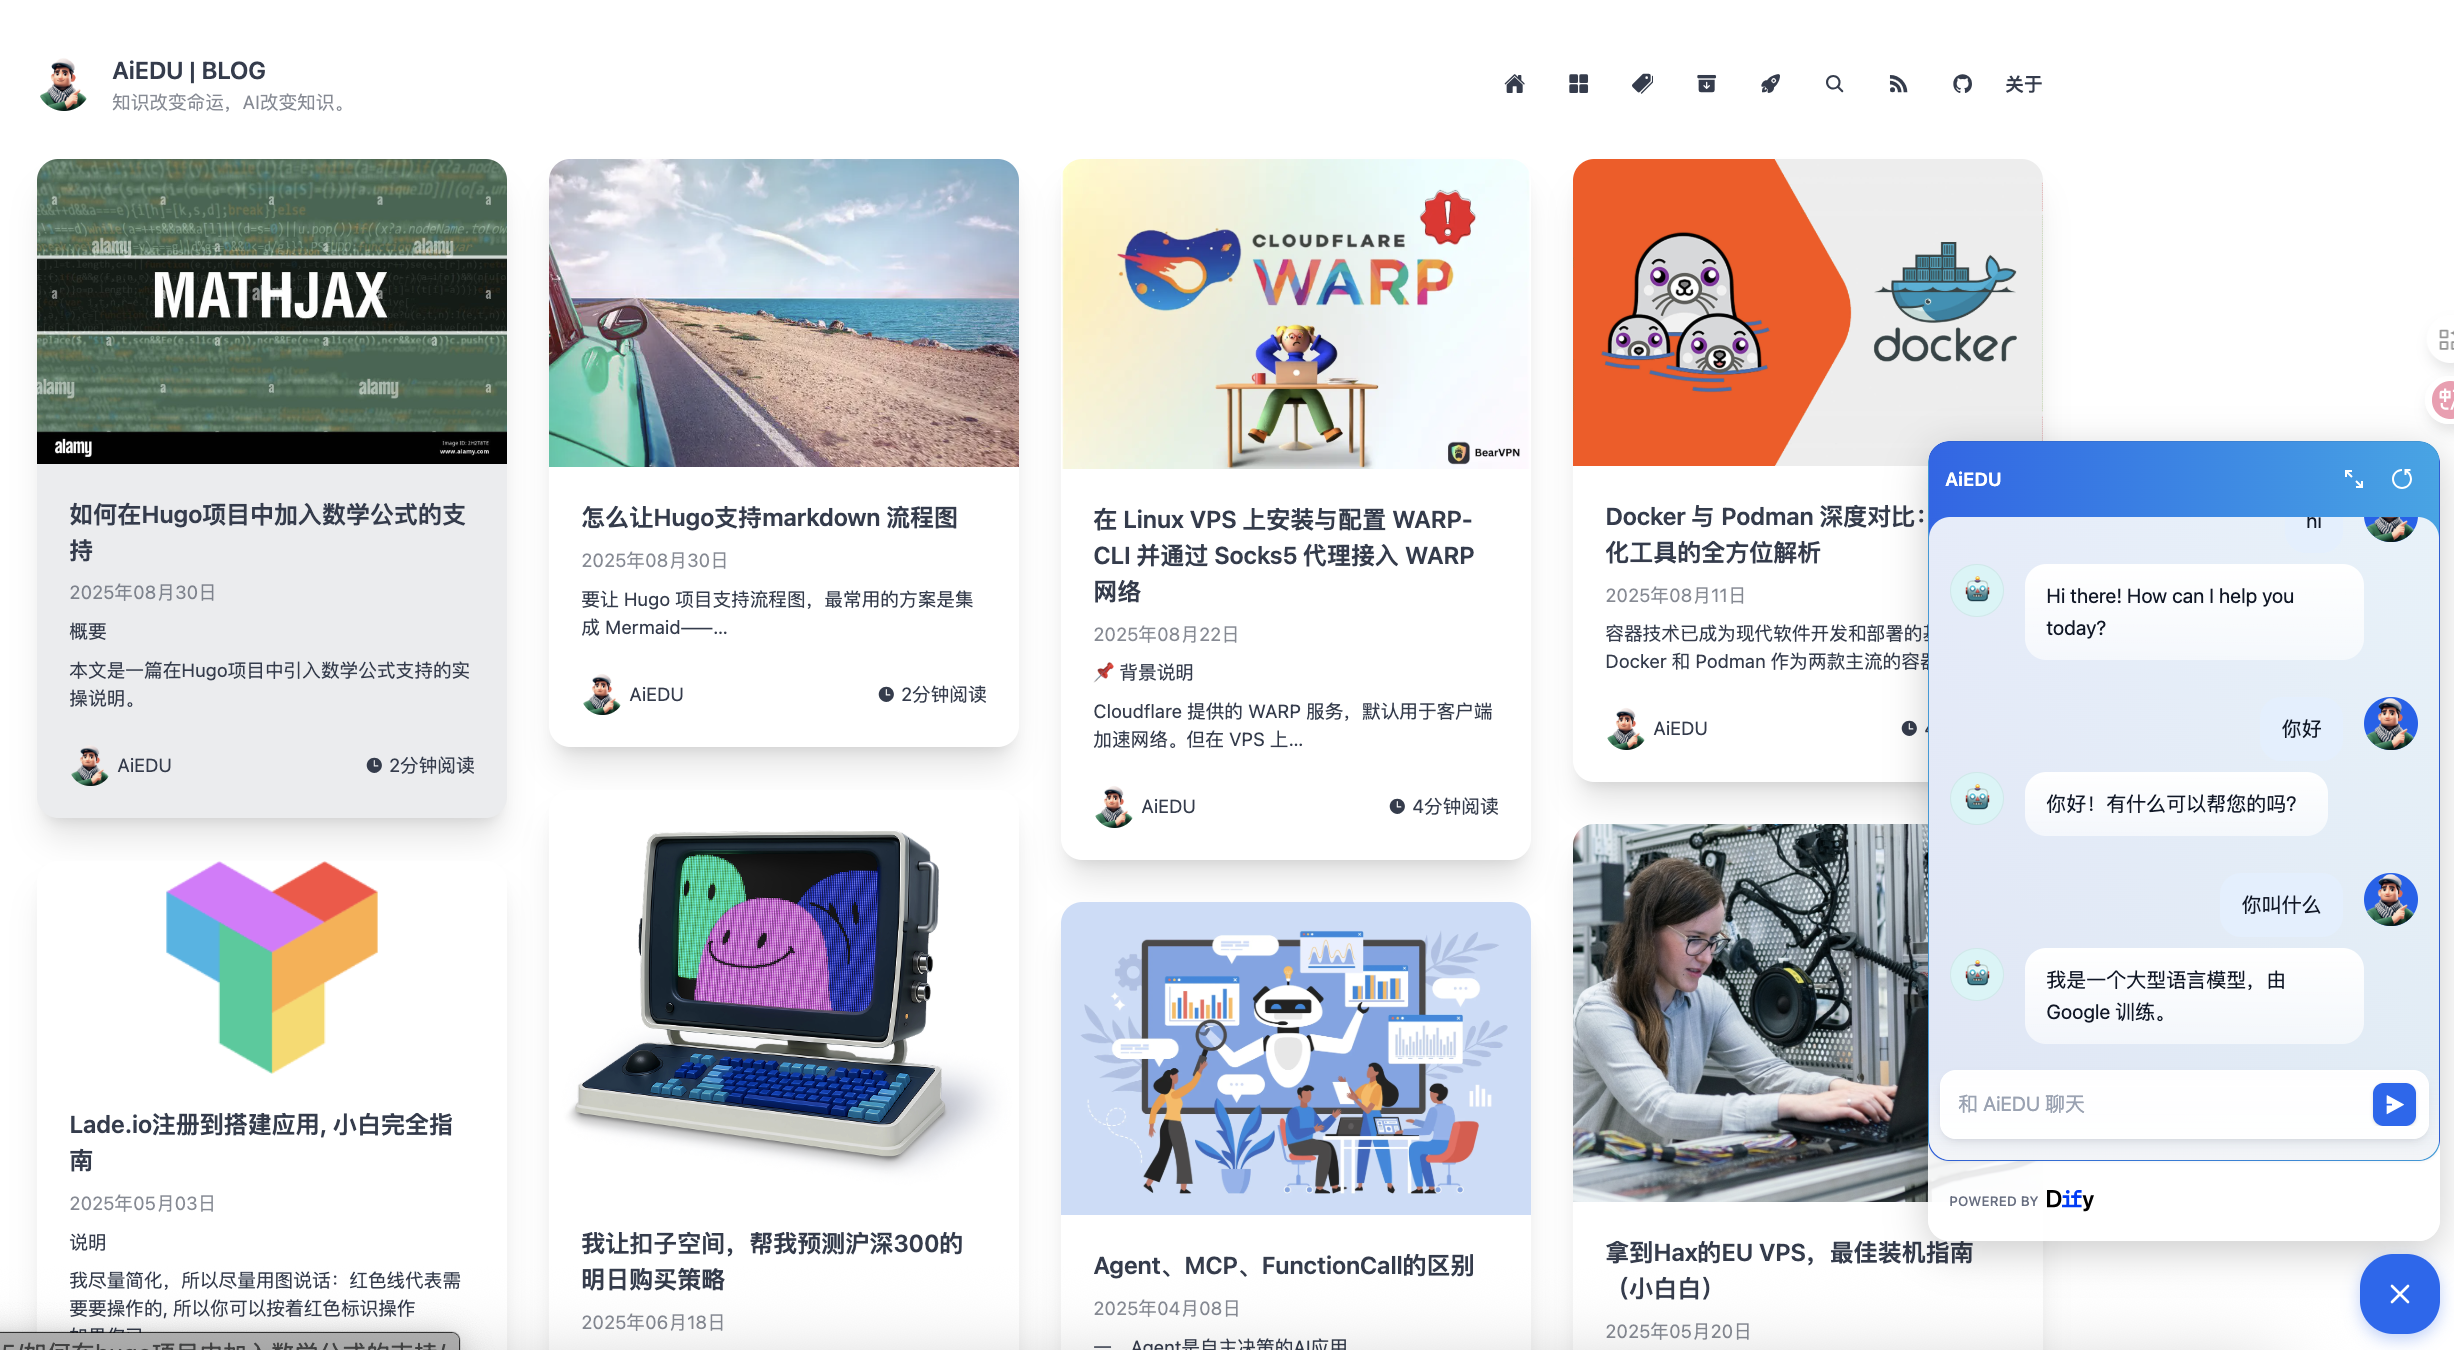 AiEDU | BLOG
知识改变命运，AI改变知识。
关于
MATHJAX
alamy
alamy
alamy
alamy
alamy
Image ID: 2H2T8TE
www.alamy.com
如何在Hugo项目中加入数学公式的支
持
2025年08月30日
概要
本文是一篇在Hugo项目中引入数学公式支持的实
操说明。
AiEDU
2分钟阅读
Lade.io注册到搭建应用, 小白完全指
南
2025年05月03日
说明
我尽量简化，所以尽量用图说话：红色线代表需
要要操作的, 所以你可以按着红色标识操作
怎么让Hugo支持markdown 流程图
2025年08月30日
要让 Hugo 项目支持流程图，最常用的方案是集
成 Mermaid——...
AiEDU
2分钟阅读
我让扣子空间，帮我预测沪深300的
明日购买策略
2025年06月18日
CLOUDFLARE
WARP
BearVPN
在 Linux VPS 上安装与配置 WARP-
CLI 并通过 Socks5 代理接入 WARP
网络
2025年08月22日
📌 背景说明
Cloudflare 提供的 WARP 服务，默认用于客户端
加速网络。但在 VPS 上...
AiEDU
4分钟阅读
Agent、MCP、FunctionCall的区别
2025年04月08日
一、Agent是自主决策的AI应用
docker
Docker 与 Podman 深度对比：
化工具的全方位解析
2025年08月11日
容器技术已成为现代软件开发和部署的
Docker 和 Podman 作为两款主流的容
AiEDU
拿到Hax的EU VPS，最佳装机指南
（小白白）
2025年05月20日
AiEDU
hi
Hi there! How can I help you
today?
你好
你好！有什么可以帮您的吗?
你叫什么
我是一个大型语言模型，由
Google 训练。
和 AiEDU 聊天
POWERED BY Dify